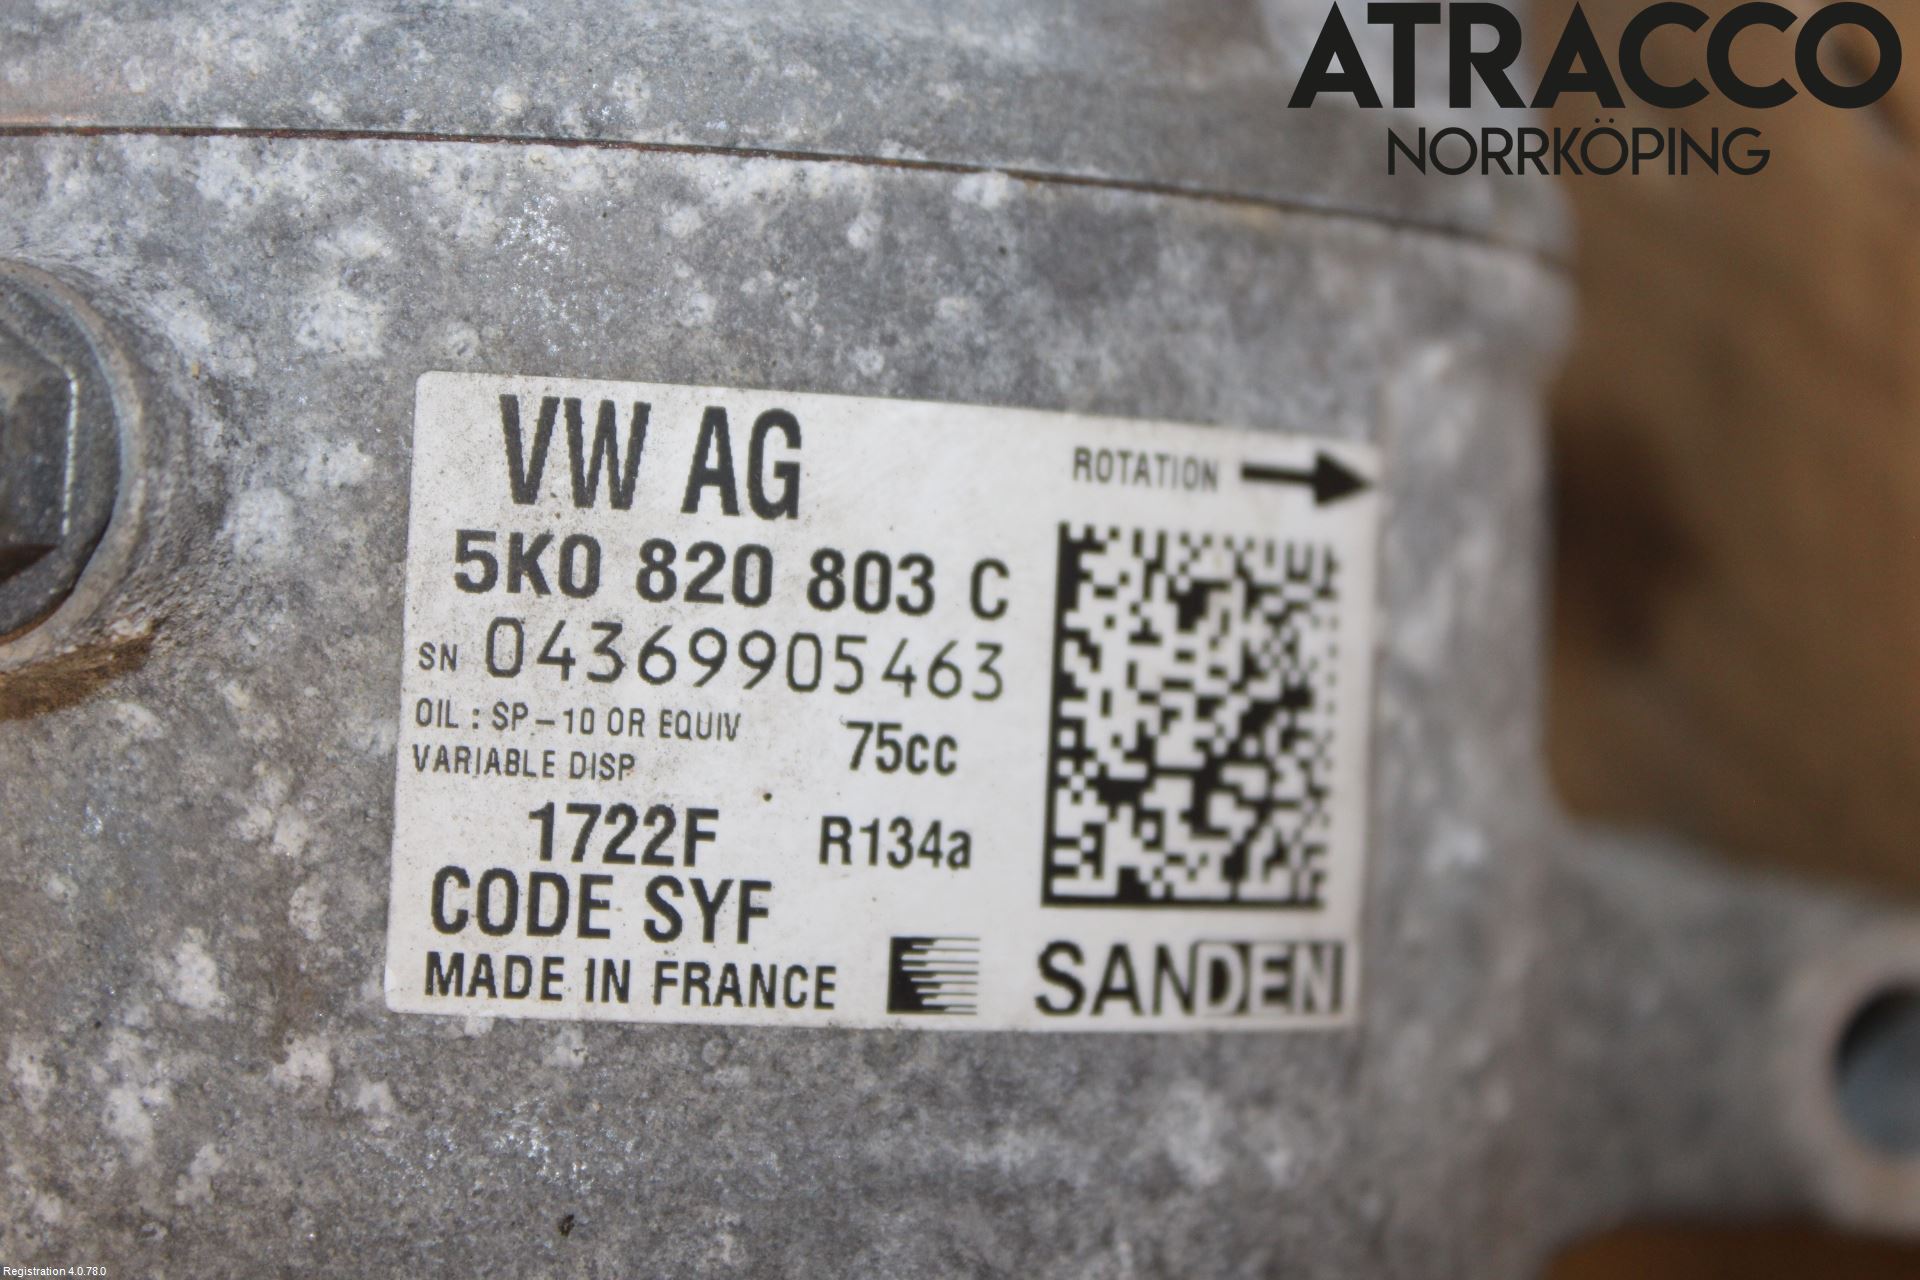 ATRACCO
NORRKÖPING
VW AG
ROTATION
5K0 820 803 C
SN 04369905463
OIL : SP-10 OR EQUIV
75cc
VARIABLE DISP
1722F R134a
CODE SYF
MADE IN FRANCE
SANDEN
Registration 4.0.78.0